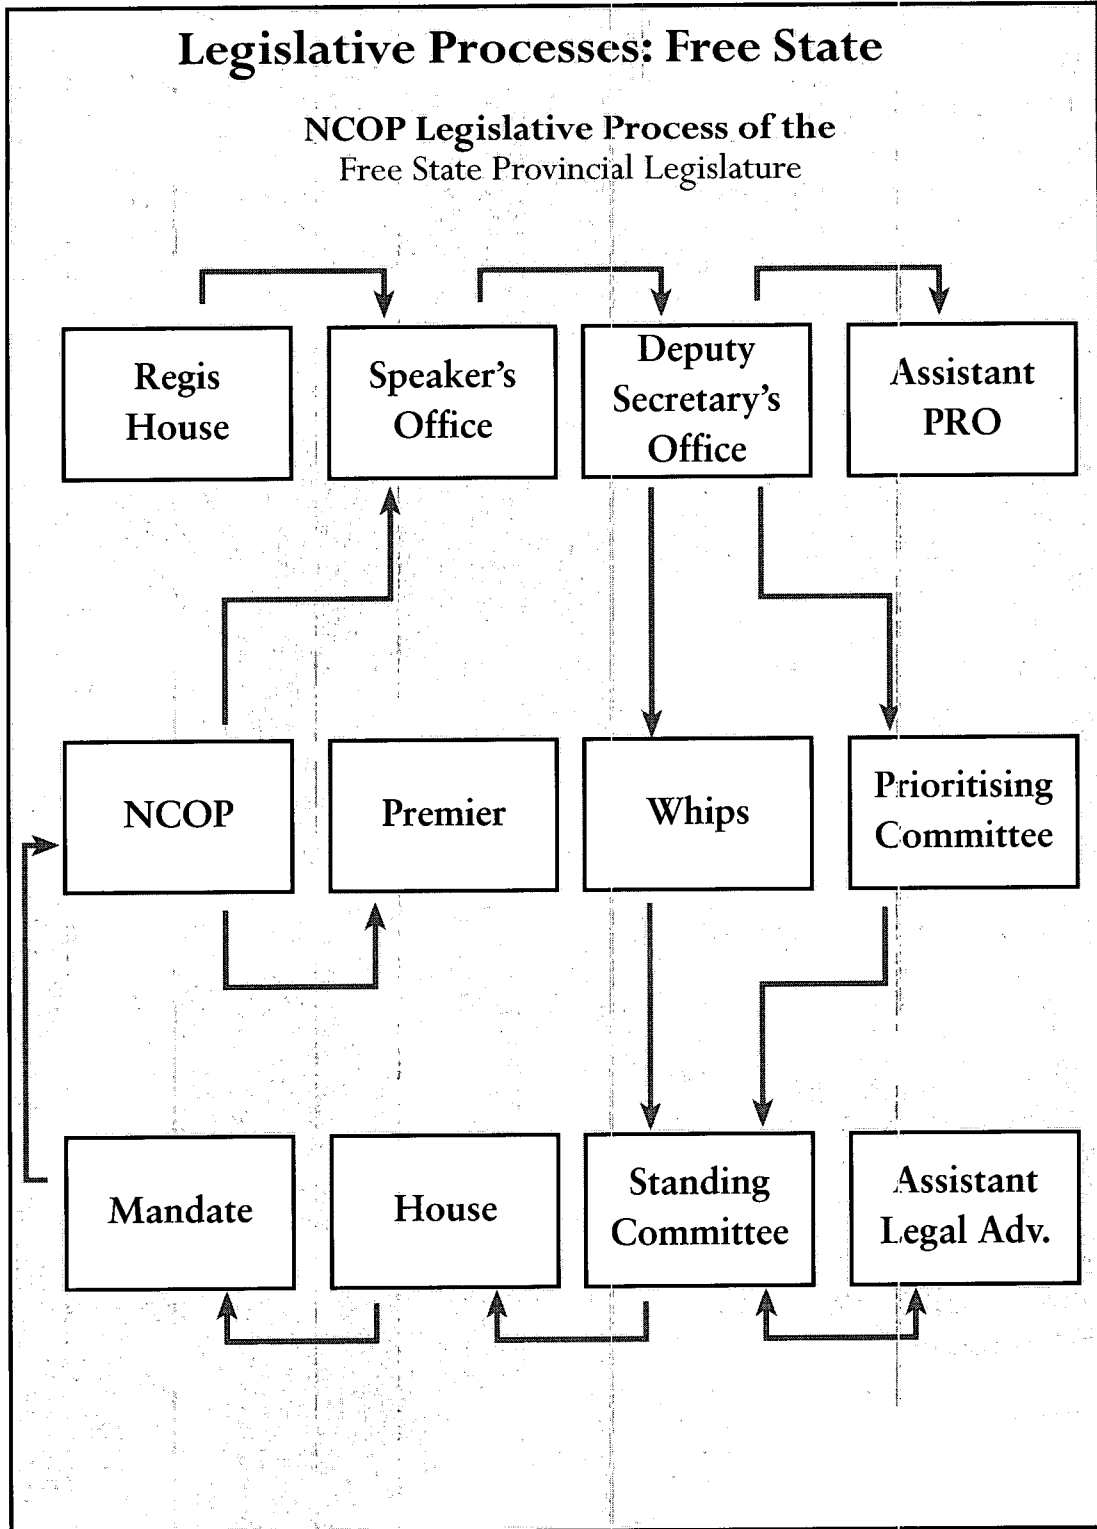 Legislative Processes: Free State
NCOP Legislative Process of the
Free State Provincial Legislature
Regis
House
Speaker's
Office
Deputy
Secretary's
Office
Assistant
PRO
NCOP
Premier
Whips
Prioritising
Committee
Mandate
House
Standing
Committee
Assistant
Legal Adv.